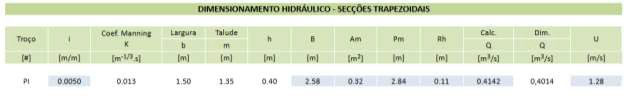 DIMENSIONAMENTO HIDRÁULICO - SECÇÕES TRAPEZOIDAIS
Troço i Coef. Manning K Largura b Talude m h B Am Pm Rh Calc. Q Dim. Q U
[#] [m/m] [m-1/3.s] [m] [m] [m] [m] [m²] [m] [m] [m³/s] [m³/s] [m/s]
PI 0.0050 0.013 1.50 1.35 0.40 2.58 0.32 2.84 0.11 0.4142 0,4014 1.28